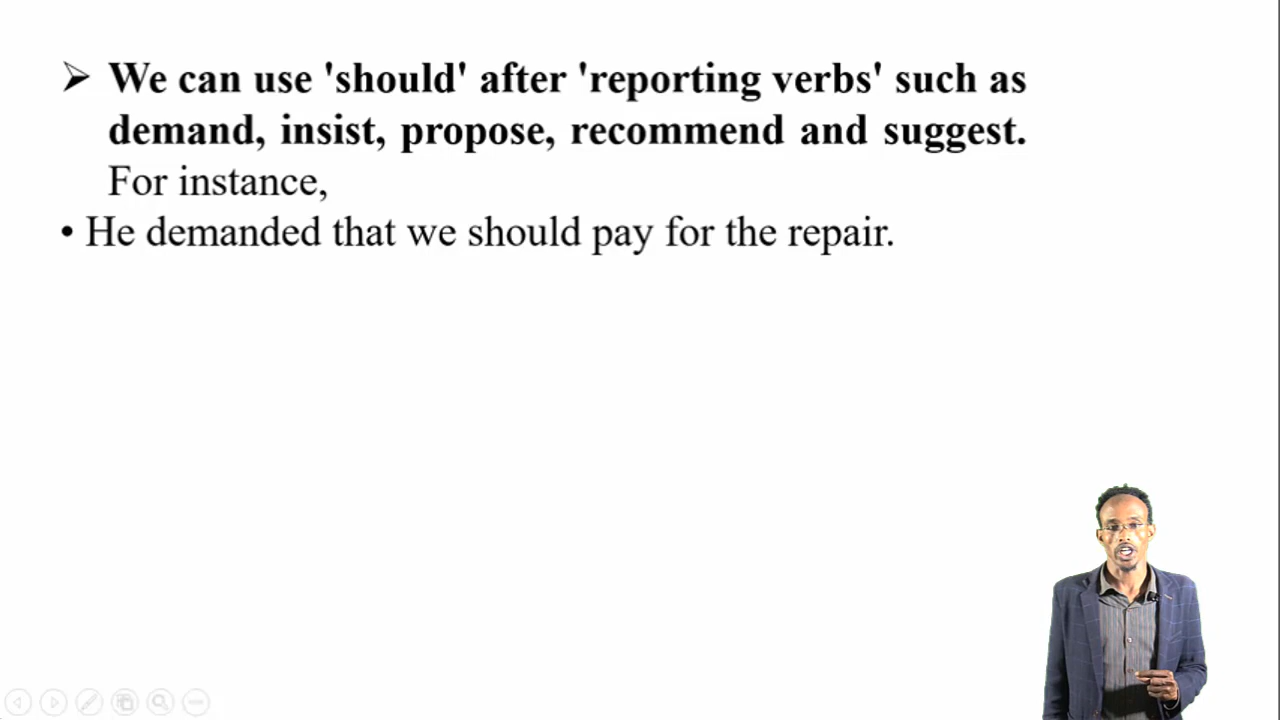 ➢ We can use 'should' after 'reporting verbs' such as
demand, insist, propose, recommend and suggest.
For instance,
• He demanded that we should pay for the repair.